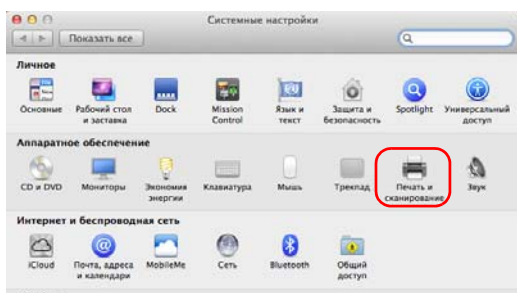 Системные настройки
Показать все
Личное
Основные
Рабочий стол и заставка
Dock
Mission Control
Язык и текст
Защита и безопасность
Spotlight
Универсальный доступ
Аппаратное обеспечение
CD и DVD
Мониторы
Экономия энергии
Клавиатура
Мышь
Трекпад
Печать и сканирование
Звук
Интернет и беспроводная сеть
iCloud
Почта, адреса и календари
MobileMe
Сеть
Bluetooth
Общий доступ